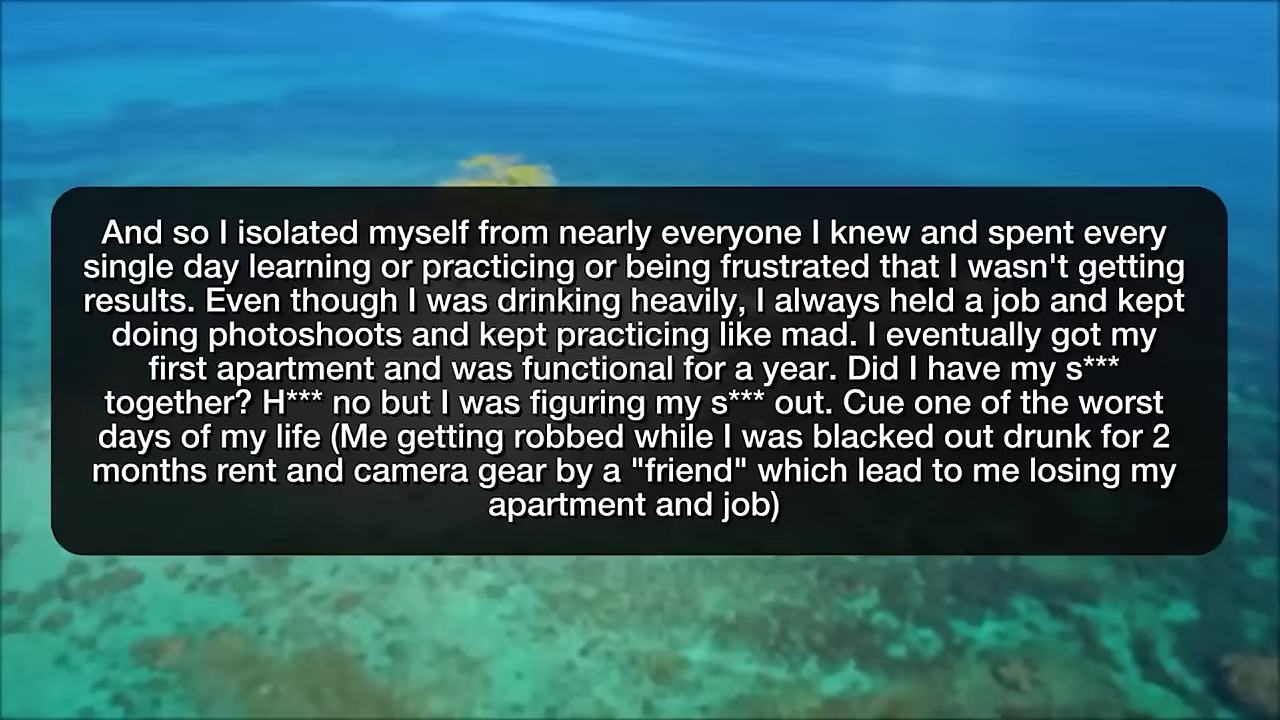 And so I isolated myself from nearly everyone I knew and spent every
single day learning or practicing or being frustrated that I wasn't getting
results. Even though I was drinking heavily, I always held a job and kept
doing photoshoots and kept practicing like mad. I eventually got my
first apartment and was functional for a year. Did I have my s***
together? H*** no but I was figuring my s*** out. Cue one of the worst
days of my life (Me getting robbed while I was blacked out drunk for 2
months rent and camera gear by a "friend" which lead to me losing my
apartment and job)